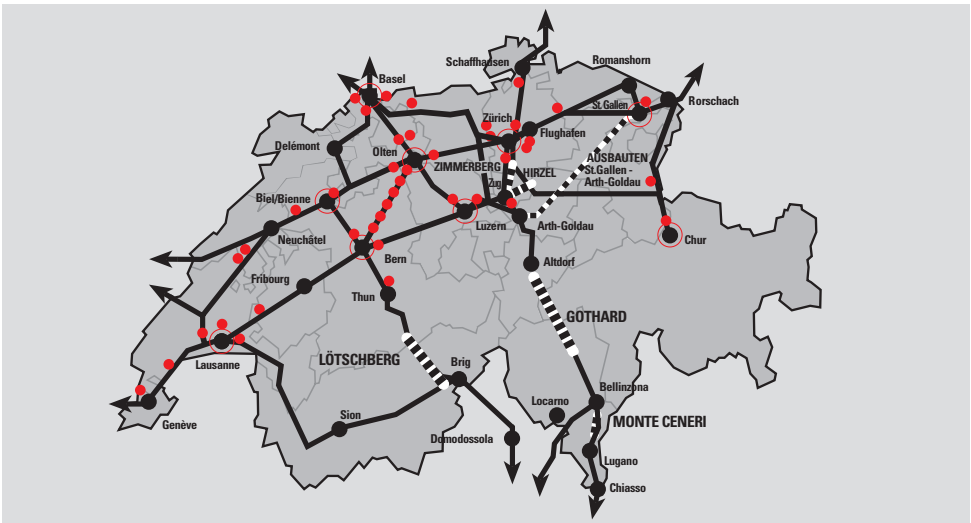 Schaffhausen
Romanshorn
Basel
Rorschach
St. Gallen
Zürich
Flughafen
Delémont
Olten
ZIMMERBERG
AUSBAUTEN
St.Gallen -
Arth-Goldau
HIRZEL
Zug
Biel/Bienne
Luzern
Arth-Goldau
Chur
Neuchâtel
Bern
Altdorf
Fribourg
Thun
GOTHARD
LÖTSCHBERG
Lausanne
Brig
Bellinzona
Locarno
Genève
Sion
MONTE CENERI
Domodossola
Lugano
Chiasso